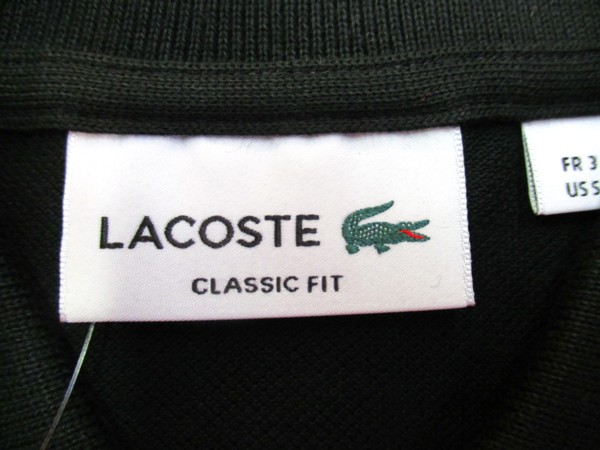 LACOSTE
CLASSIC FIT
FR 3
US S